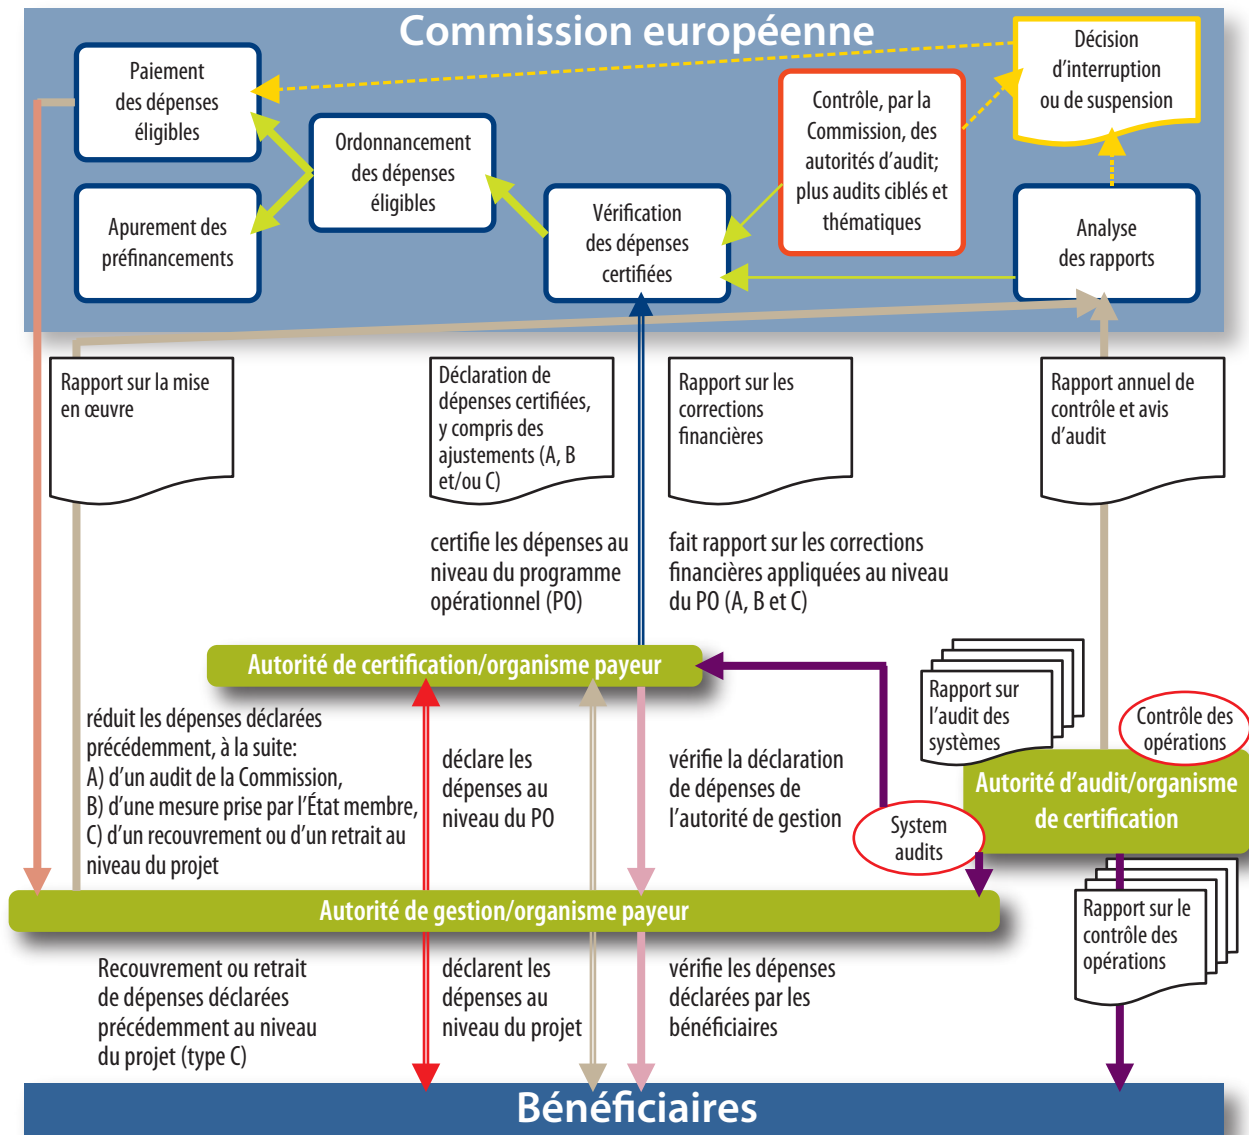 Commission européenne
Paiement
des dépenses
éligibles
Ordonnancement
des dépenses
éligibles
Apurement des
préfinancements
Vérification
des dépenses
certifiées
Contrôle, par la
Commission, des
autorités d’audit;
plus audits ciblés et
thématiques
Décision
d’interruption
ou de suspension
Analyse
des rapports
Rapport sur la mise
en œuvre
Déclaration de
dépenses certifiées,
y compris des
ajustements (A, B
et/ou C)
Rapport sur les
corrections
financières
Rapport annuel de
contrôle et avis
d’audit
certifie les dépenses au
niveau du programme
opérationnel (PO)
fait rapport sur les corrections
financières appliquées au niveau
du PO (A, B et C)
Autorité de certification/organisme payeur
Rapport sur
l’audit des
systèmes
Contrôle des
opérations
Autorité d’audit/organisme
de certification
réduit les dépenses déclarées
précédemment, à la suite:
A) d’un audit de la Commission,
B) d’une mesure prise par l’État membre,
C) d’un recouvrement ou d’un retrait au
niveau du projet
déclare les
dépenses au
niveau du PO
vérifie la déclaration
de dépenses de
l’autorité de gestion
System
audits
Autorité de gestion/organisme payeur
Rapport sur le
contrôle des
opérations
Recouvrement ou retrait
de dépenses déclarées
précédemment au niveau
du projet (type C)
déclarent les
dépenses au
niveau du projet
vérifie les dépenses
déclarées par les
bénéficiaires
Bénéficiaires